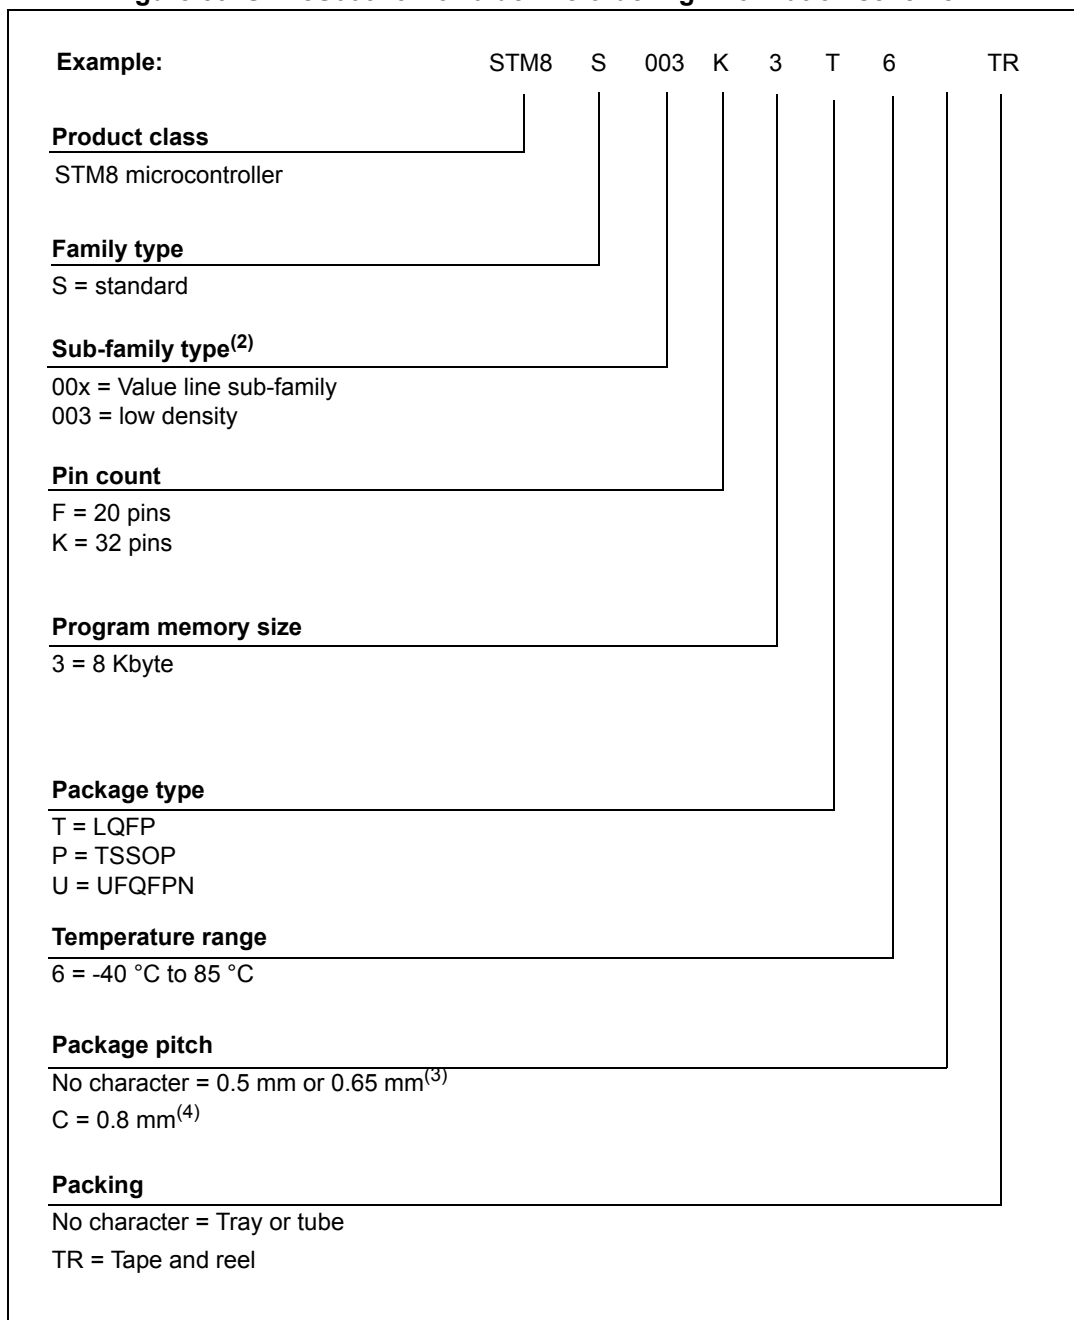 Example: STM8 S 003 K 3 T 6 TR
Product class
STM8 microcontroller
Family type
S = standard
Sub-family type(2)
00x = Value line sub-family
003 = low density
Pin count
F = 20 pins
K = 32 pins
Program memory size
3 = 8 Kbyte
Package type
T = LQFP
P = TSSOP
U = UFQFPN
Temperature range
6 = -40 °C to 85 °C
Package pitch
No character = 0.5 mm or 0.65 mm(3)
C = 0.8 mm(4)
Packing
No character = Tray or tube
TR = Tape and reel